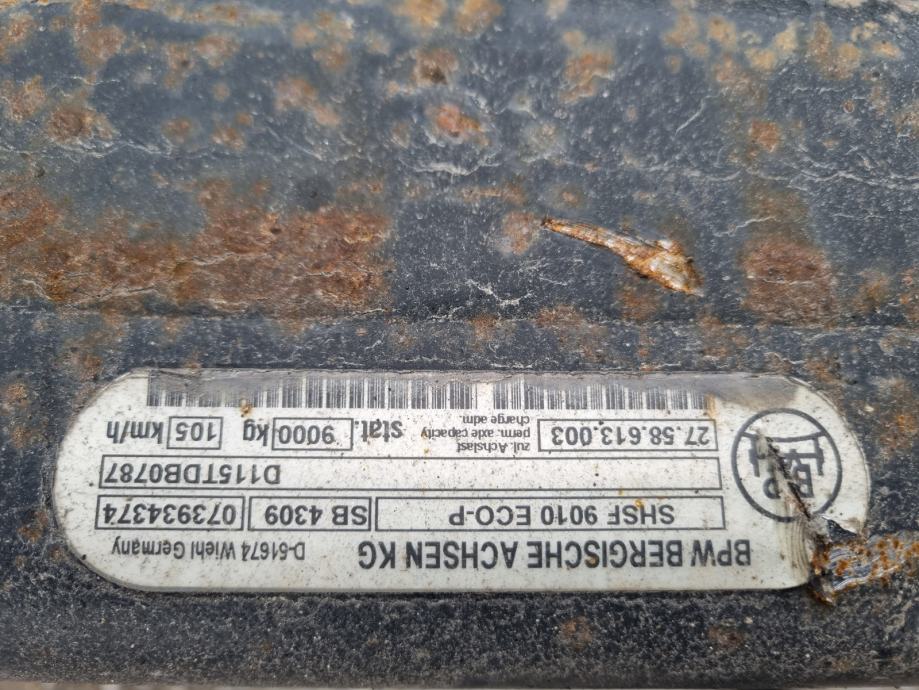 BPW BERGISCHE ACHSEN KG D-51674 Wiehl Germany
SHSF 9010 ECO-P SB 4309 073934374
D115TDB0787
27.58.613.003 zul. Achslast stat. 9000 kg 105 km/h
perm. axle capacity
charge adm.
BPW